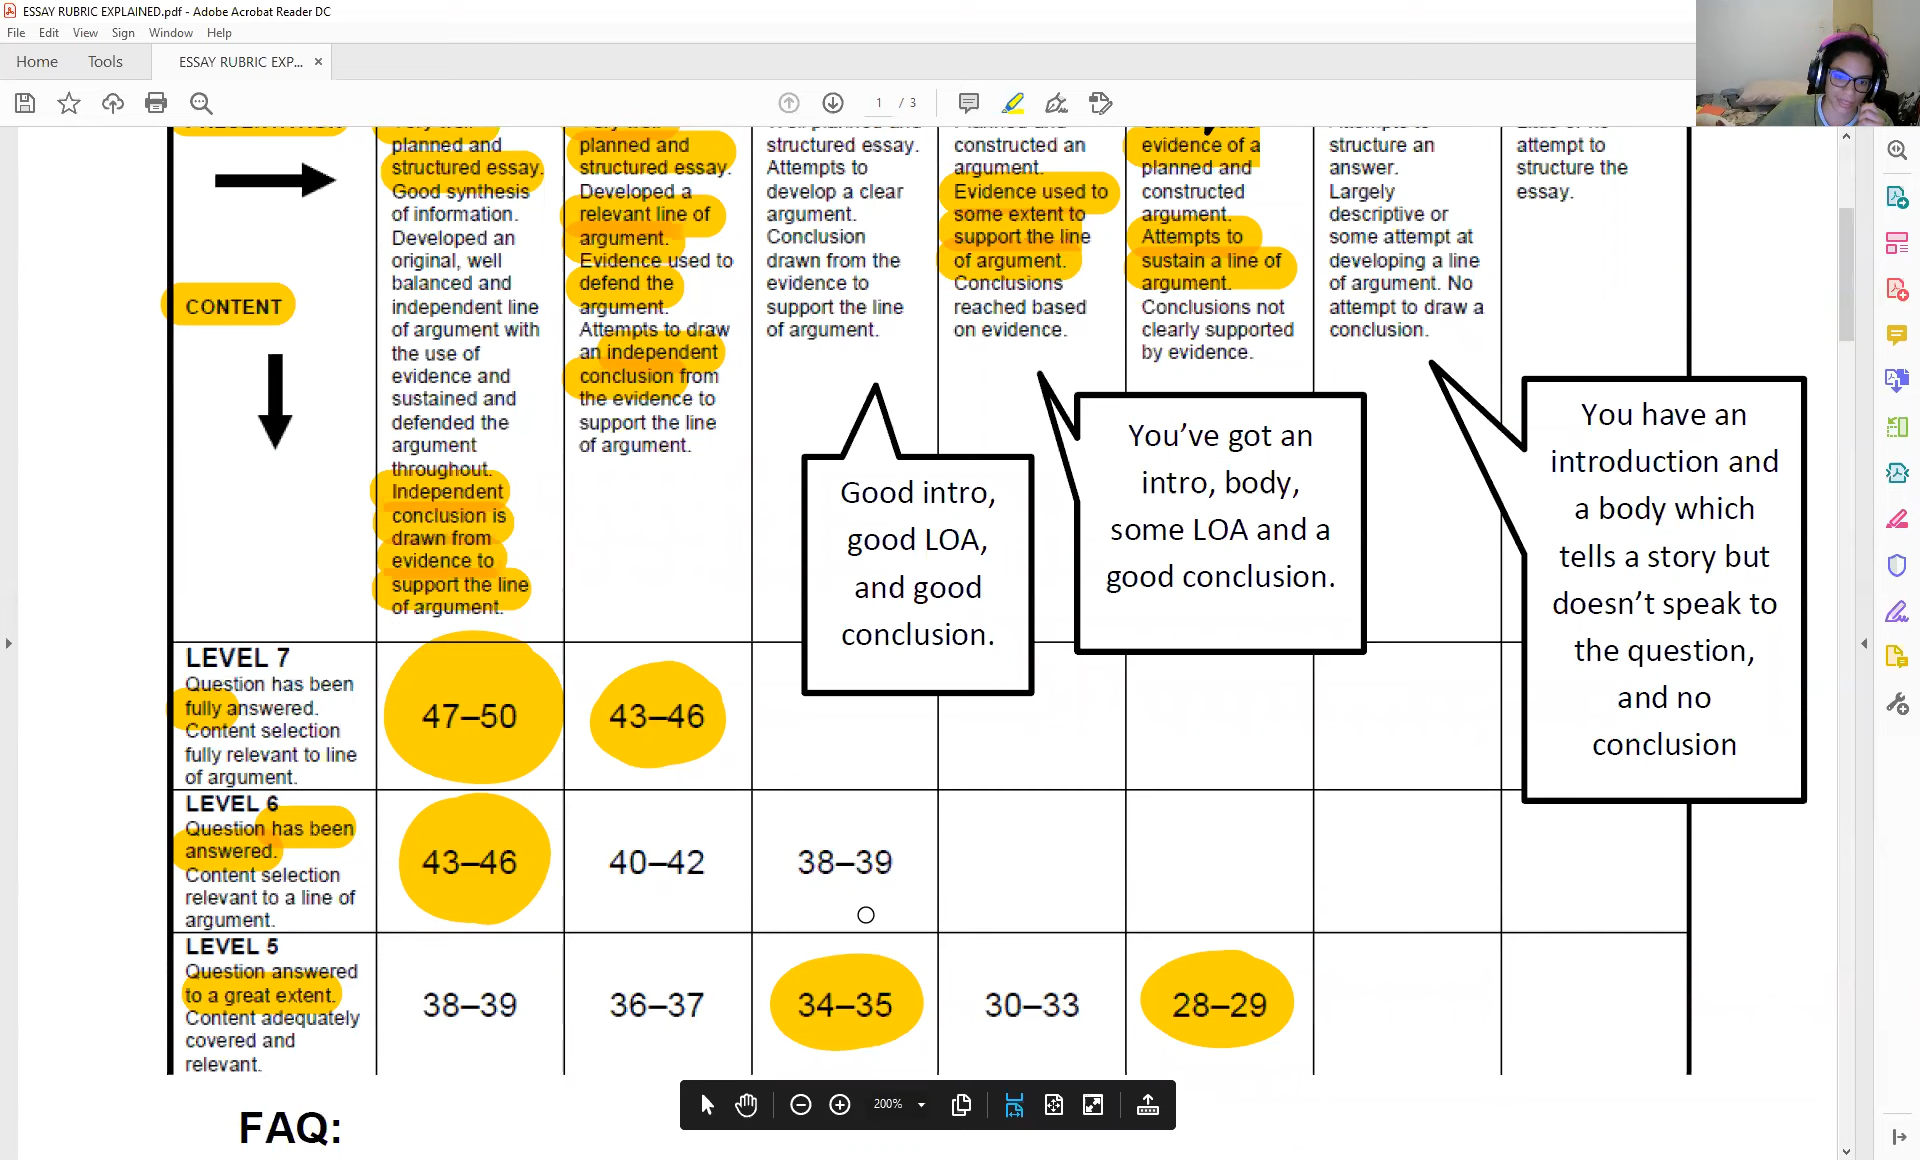 ESSAY RUBRIC EXPLAINED.pdf - Adobe Acrobat Reader DC
File Edit View Sign Window Help
Home Tools ESSAY RUBRIC EXP... ×
1 / 3
planned and
structured essay.
Good synthesis
of information.
Developed an
original, well
balanced and
independent line
of argument with
the use of
evidence and
sustained and
defended the
argument
throughout.
Independent
conclusion is
drawn from
evidence to
support the line
of argument.
planned and
structured essay.
Developed a
relevant line of
argument.
Evidence used to
defend the
argument.
Attempts to draw
an independent
conclusion from
the evidence to
support the line
of argument.
structured essay.
Attempts to
develop a clear
argument.
Conclusion
drawn from the
evidence to
support the line
of argument.
constructed an
argument.
Evidence used to
some extent to
support the line
of argument.
Conclusions
reached based
on evidence.
evidence of a
planned and
constructed
argument.
Attempts to
sustain a line of
argument.
Conclusions not
clearly supported
by evidence.
structure an
answer.
Largely
descriptive or
some attempt at
developing a line
of argument. No
attempt to draw a
conclusion.
attempt to
structure the
essay.
CONTENT
Good intro,
good LOA,
and good
conclusion.
You’ve got an
intro, body,
some LOA and a
good conclusion.
You have an
introduction and
a body which
tells a story but
doesn’t speak to
the question,
and no
conclusion
LEVEL 7
Question has been
fully answered.
Content selection
fully relevant to line
of argument.
47–50
43–46
LEVEL 6
Question has been
answered.
Content selection
relevant to a line of
argument.
43–46
40–42
38–39
LEVEL 5
Question answered
to a great extent.
Content adequately
covered and
relevant.
38–39
36–37
34–35
30–33
28–29
200%
FAQ: